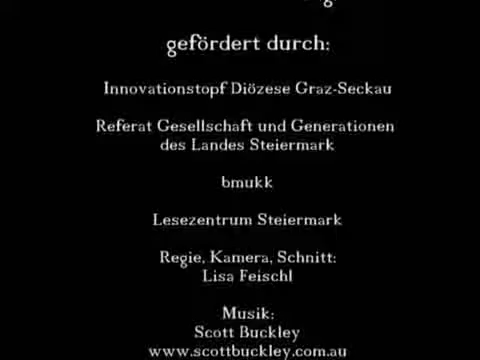 gefördert durch:
Innovationstopf Diözese Graz-Seckau
Referat Gesellschaft und Generationen
des Landes Steiermark
bmukk
Lesezentrum Steiermark
Regie, Kamera, Schnitt:
Lisa Feischl
Musik:
Scott Buckley
www.scottbuckley.com.au